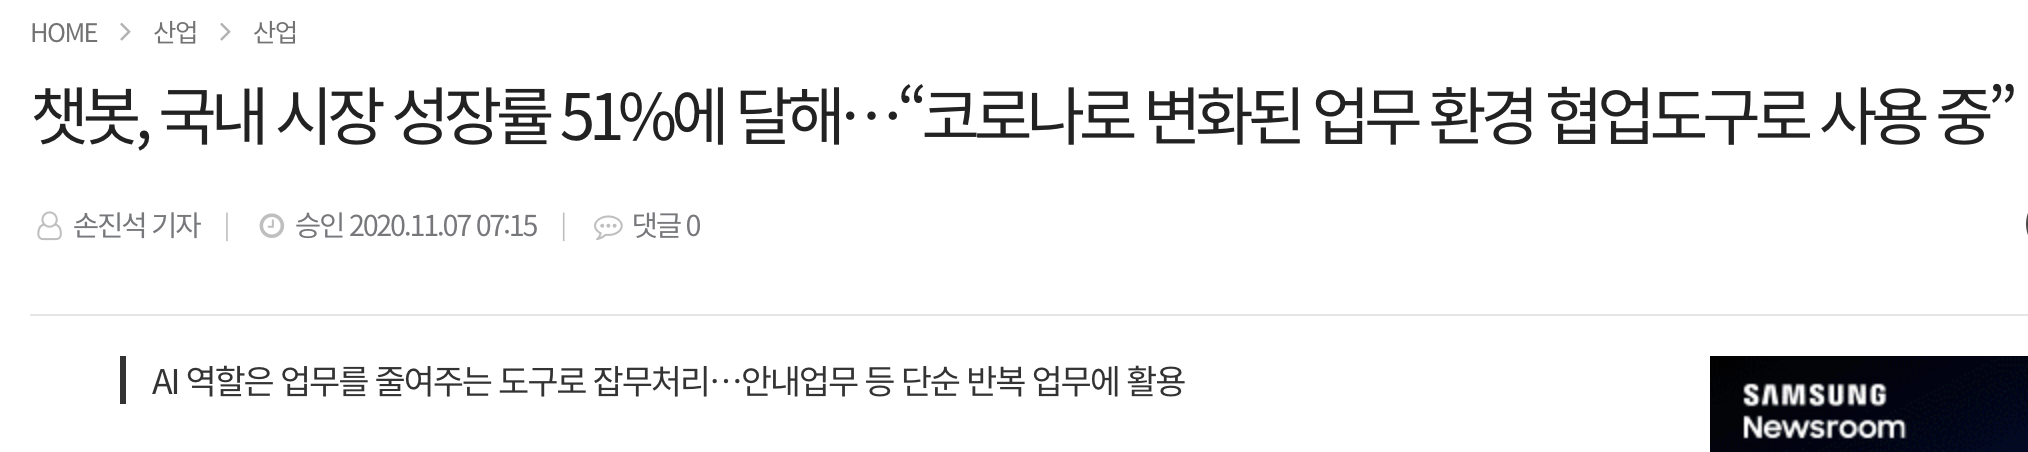 HOME > 산업 > 산업
챗봇, 국내 시장 성장률 51%에 달해…“코로나로 변화된 업무 환경 협업도구로 사용 중”
손진석 기자 | 승인 2020.11.07 07:15 | 댓글 0
AI 역할은 업무를 줄여주는 도구로 잡무처리…안내업무 등 단순 반복 업무에 활용
SAMSUNG
Newsroom